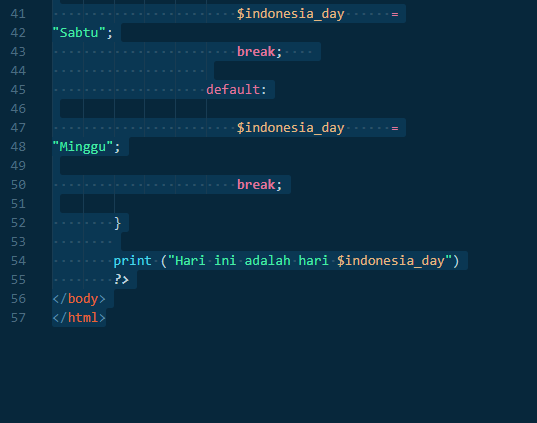 41 $indonesia_day =
42 "Sabtu";
43 break;
44
45 default:
46
47 $indonesia_day =
48 "Minggu";
49
50 break;
51
52 }
53
54 print ("Hari ini adalah hari $indonesia_day")
55 ?>
56 </body>
57 </html>